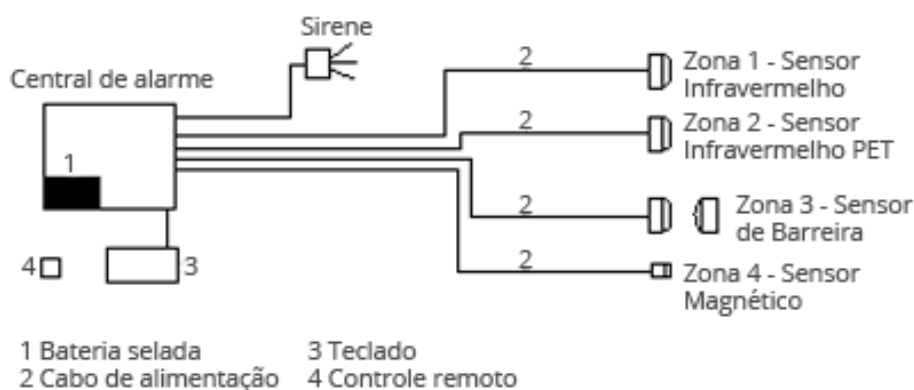 Sirene
Central de alarme
1
4
3
2
Zona 1 - Sensor
Infravermelho
2
Zona 2 - Sensor
Infravermelho PET
2
Zona 3 - Sensor
de Barreira
2
Zona 4 - Sensor
Magnético
1 Bateria selada
2 Cabo de alimentação
3 Teclado
4 Controle remoto